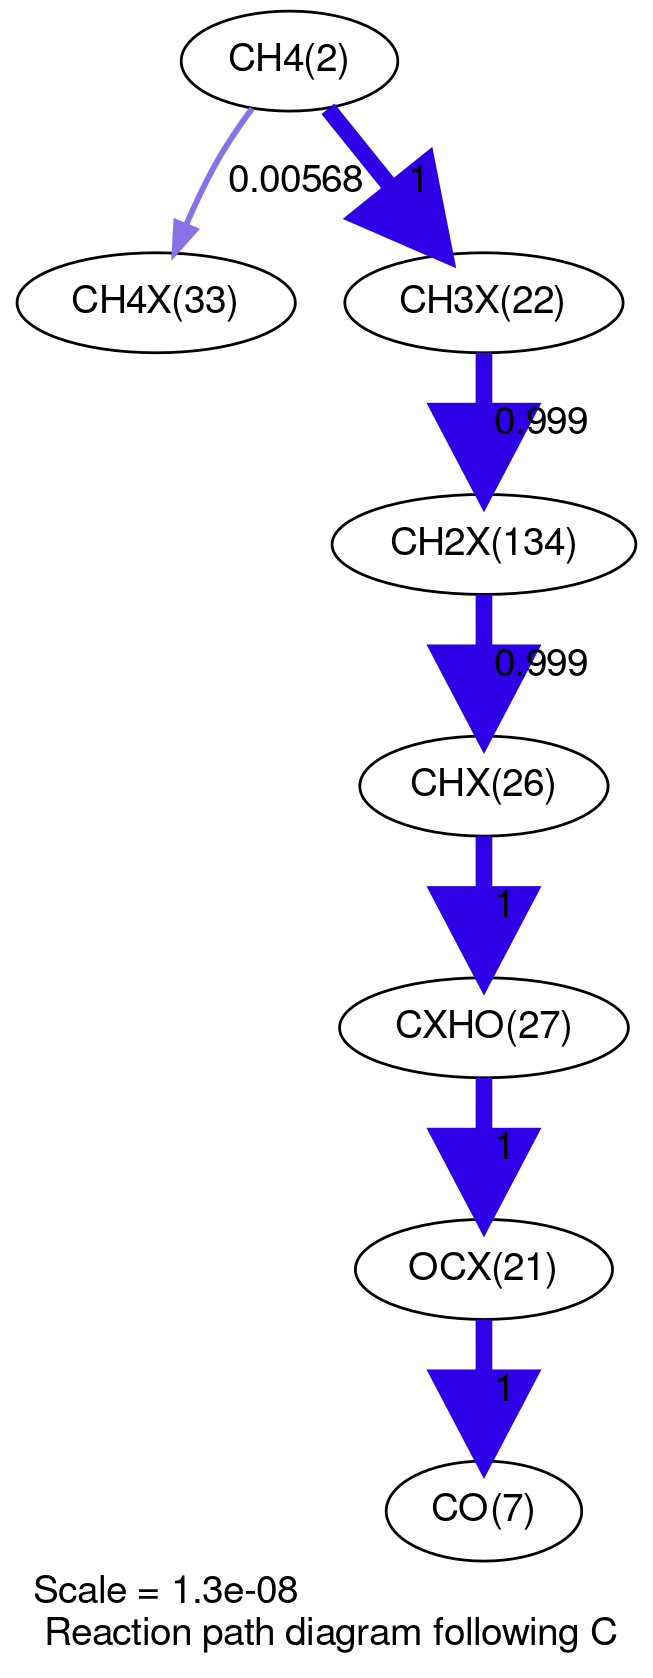 CH4(2)
0.00568
1
CH4X(33)
CH3X(22)
0.999
CH2X(134)
0.999
CHX(26)
1
CXHO(27)
1
OCX(21)
1
CO(7)
Scale = 1.3e-08
Reaction path diagram following C